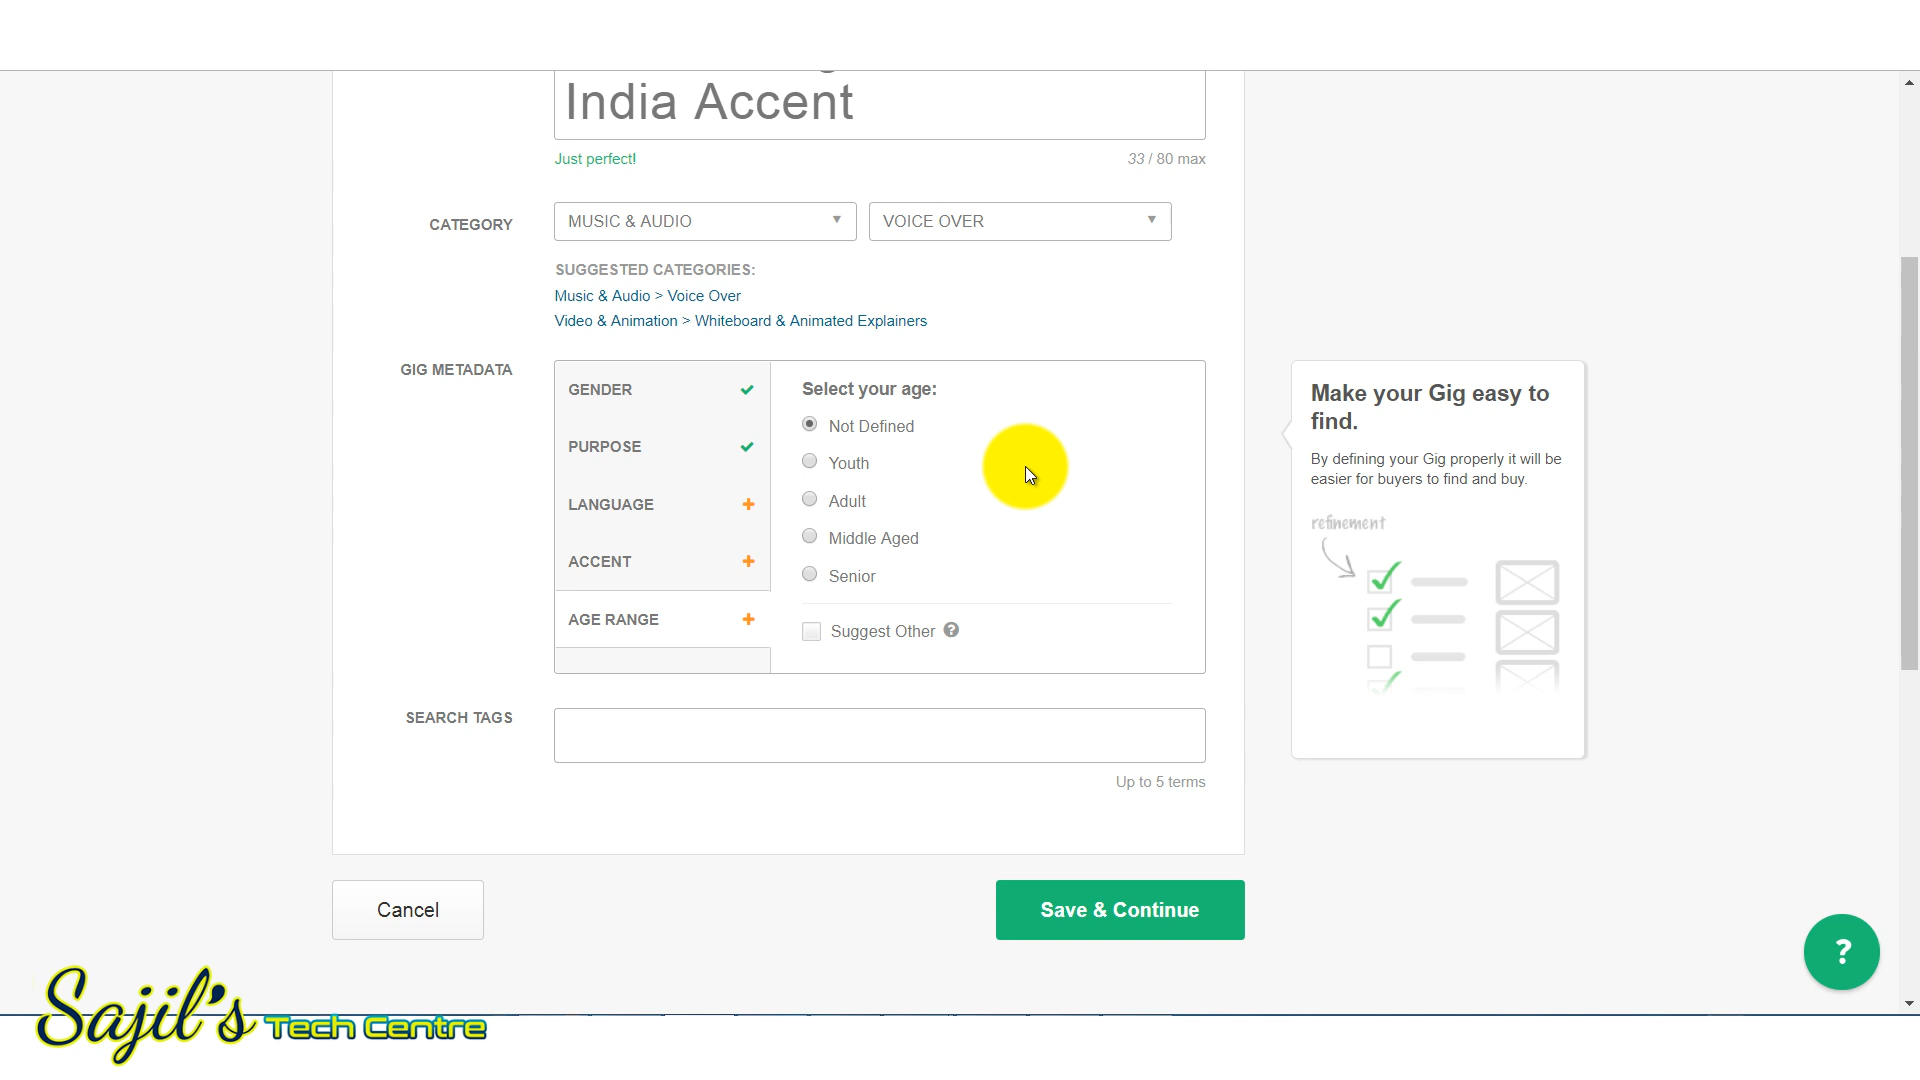 India Accent
Just perfect!
33 / 80 max
CATEGORY
MUSIC & AUDIO
VOICE OVER
SUGGESTED CATEGORIES:
Music & Audio > Voice Over
Video & Animation > Whiteboard & Animated Explainers
GIG METADATA
GENDER
PURPOSE
LANGUAGE
ACCENT
AGE RANGE
Select your age:
Not Defined
Youth
Adult
Middle Aged
Senior
Suggest Other ?
Make your Gig easy to
find.
By defining your Gig properly it will be
easier for buyers to find and buy.
refinement
SEARCH TAGS
Up to 5 terms
Cancel
Save & Continue
?
Sajil's Tech Centre